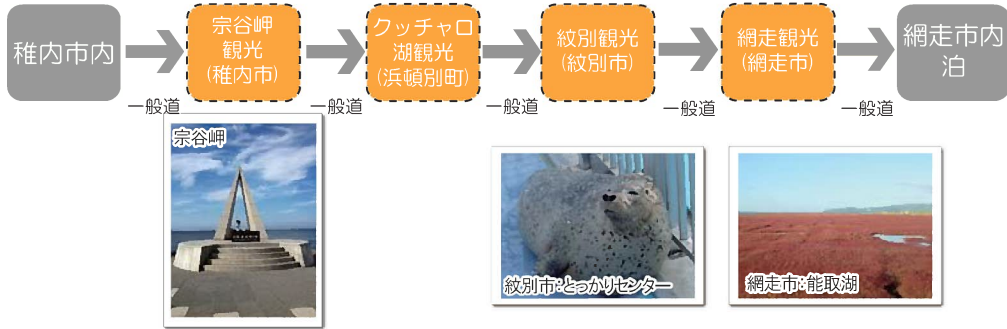 稚内市内
宗谷岬
観光
(稚内市)
クッチャロ
湖観光
(浜頓別町)
紋別観光
(紋別市)
網走観光
(網走市)
網走市内
泊
一般道
一般道
一般道
一般道
一般道
宗谷岬
紋別市:とっかりセンター
網走市:能取湖